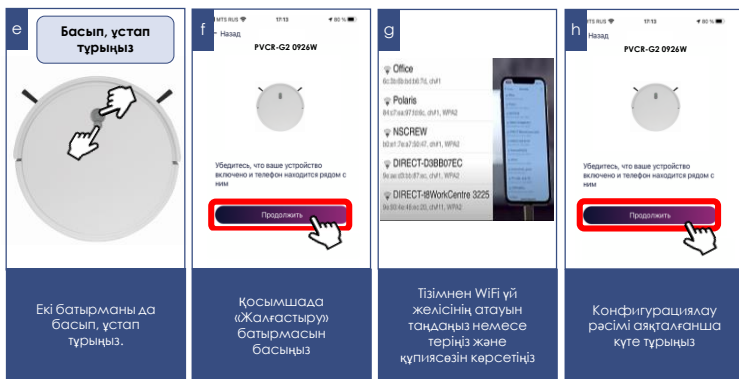 e
Басып, ұстап
тұрыңыз
Екі батырманы да
басып, ұстап
тұрыңыз.
f
MTS RUS
17:13
80 %
Назад
PVCR-G2 0926W
Убедитесь, что ваше устройство
включено и телефон находится рядом с
ним
Продолжить
Қосымшада
«Жалғастыру»
батырмасын
басыңыз
g
Office
Polaris
NSCREW
DIRECT-D3BB07EC
DIRECT-t8WorkCentre 3225
Тізімнен WiFi үй
желісінің атауын
таңдаңыз немесе
теріңіз және
құпиясөзін көрсетіңіз
h
MTS RUS
17:13
80 %
Назад
PVCR-G2 0926W
Убедитесь, что ваше устройство
включено и телефон находится рядом с
ним
Продолжить
Конфигурациялау
рәсімі аяқталғанша
күте тұрыңыз